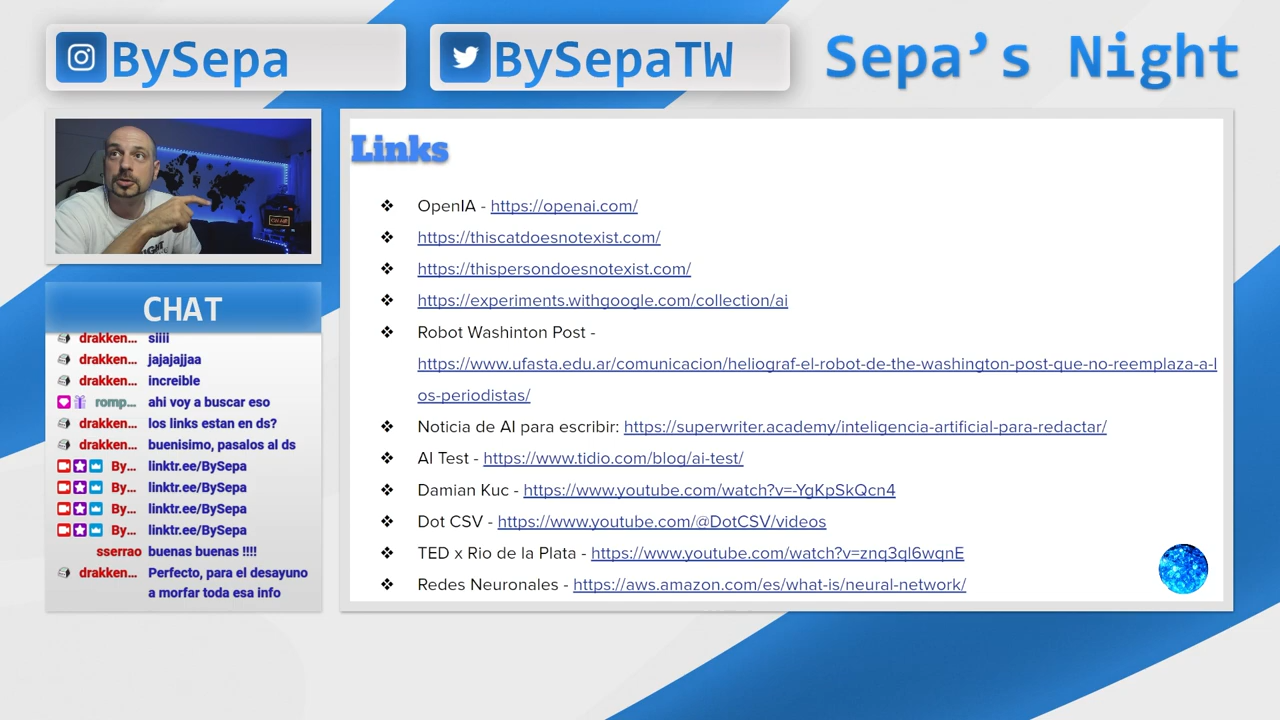 BySepa
BySepaTW
Sepa’s Night
CHAT
drakken... siiii
drakken... jajajajjaa
drakken... increible
romp... ahi voy a buscar eso
drakken... los links estan en ds?
drakken... buenisimo, pasalos al ds
By... linktr.ee/BySepa
By... linktr.ee/BySepa
By... linktr.ee/BySepa
By... linktr.ee/BySepa
sserrao buenas buenas !!!!
drakken... Perfecto, para el desayuno
a morfar toda esa info
Links
❖ OpenIA - https://openai.com/
❖ https://thiscatdoesnotexist.com/
❖ https://thispersondoesnotexist.com/
❖ https://experiments.withgoogle.com/collection/ai
❖ Robot Washinton Post -
https://www.ufasta.edu.ar/comunicacion/heliograf-el-robot-de-the-washington-post-que-no-reemplaza-a-l
os-periodistas/
❖ Noticia de AI para escribir: https://superwriter.academy/inteligencia-artificial-para-redactar/
❖ AI Test - https://www.tidio.com/blog/ai-test/
❖ Damian Kuc - https://www.youtube.com/watch?v=-YgKpSkQcn4
❖ Dot CSV - https://www.youtube.com/@DotCSV/videos
❖ TED x Rio de la Plata - https://www.youtube.com/watch?v=znq3ql6wqnE
❖ Redes Neuronales - https://aws.amazon.com/es/what-is/neural-network/